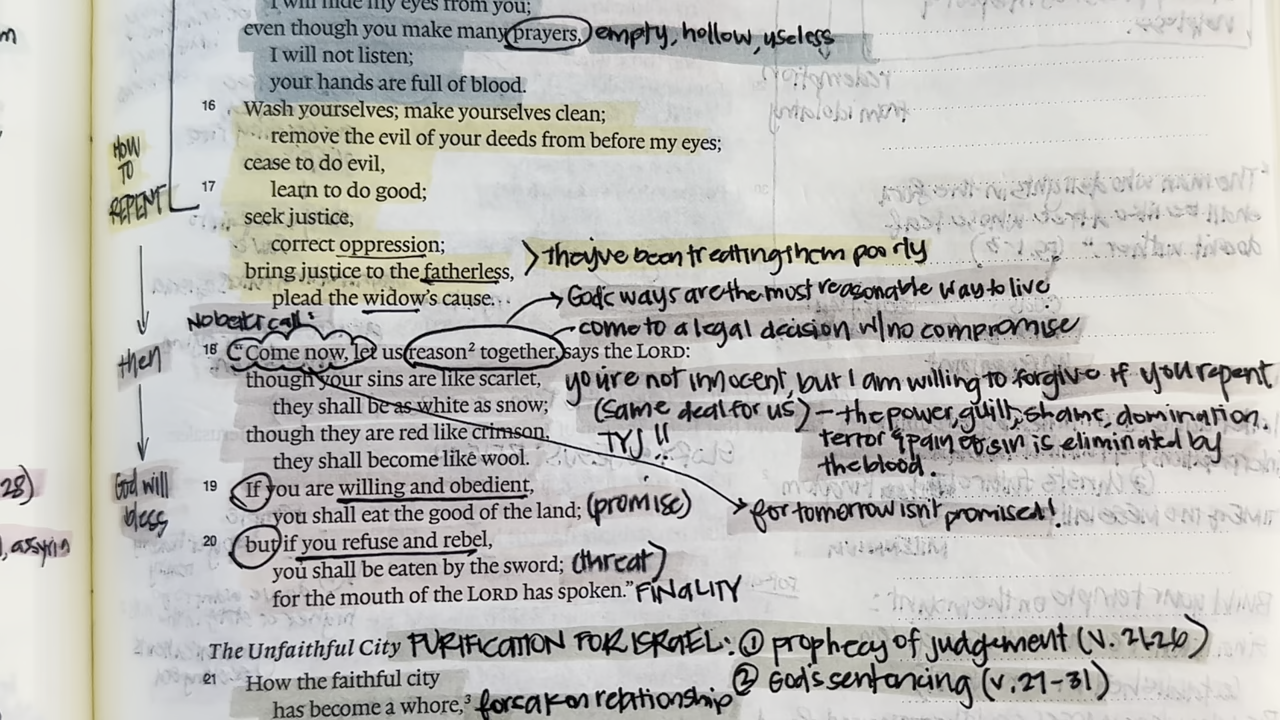 I will hide my eyes from you;
even though you make many prayers, empty, hollow, useless
I will not listen;
your hands are full of blood.
16 Wash yourselves; make yourselves clean;
remove the evil of your deeds from before my eyes;
cease to do evil,
HOW
TO
REPENT
17 learn to do good;
seek justice,
correct oppression;
bring justice to the fatherless, they've been treating them poorly
plead the widow's cause. God's ways are the most reasonable way to live
come to a legal decision w/no compromise
then
18 "Come now, let us reason2 together, says the LORD:
though your sins are like scarlet, you're not innocent, but I am willing to forgive if you repent
they shall be as white as snow; (same deal for us) - the power, guilt, shame, domination,
though they are red like crimson, TYJ!! terror & pain of sin is eliminated by
they shall become like wool. the blood.
28)
God will
bless
19 If you are willing and obedient,
you shall eat the good of the land; (promise) for tomorrow isn't promised!
20 but if you refuse and rebel,
you shall be eaten by the sword; (threat)
for the mouth of the LORD has spoken." FINALITY
The Unfaithful City PURIFICATION FOR ISRAEL: ① prophecy of judgement (v. 21-26)
② God's sentencing (v. 27-31)
21 How the faithful city
has become a whore,3 forsaken relationship